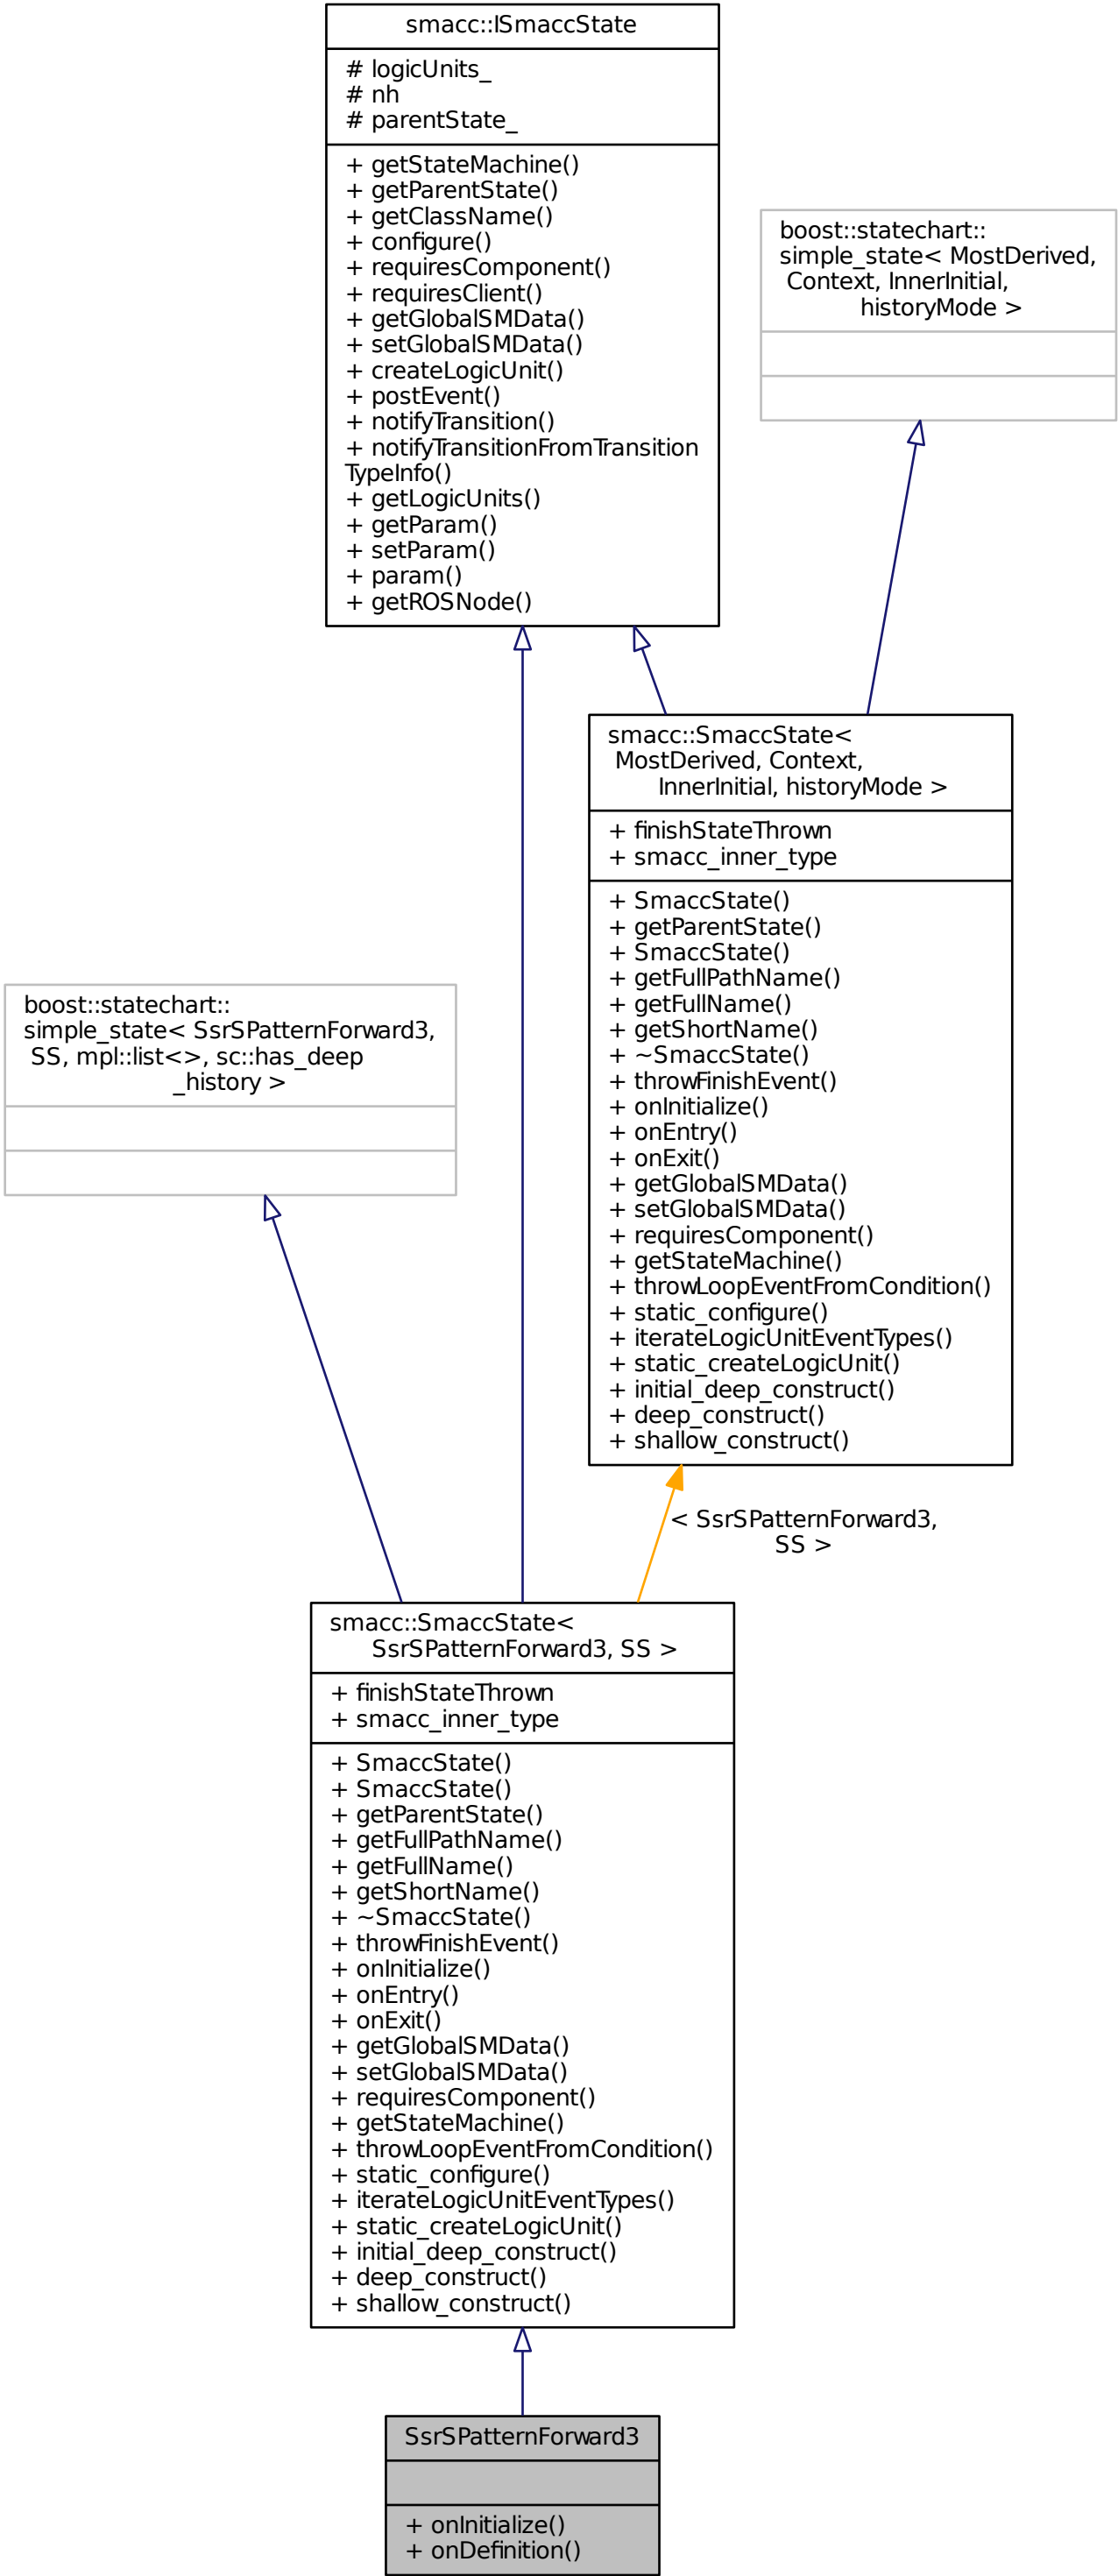 smacc::ISmaccState
# logicUnits_
# nh
# parentState_
+ getStateMachine()
+ getParentState()
+ getClassName()
+ configure()
+ requiresComponent()
+ requiresClient()
+ getGlobalSMData()
+ setGlobalSMData()
+ createLogicUnit()
+ postEvent()
+ notifyTransition()
+ notifyTransitionFromTransition
TypeInfo()
+ getLogicUnits()
+ getParam()
+ setParam()
+ param()
+ getROSNode()
boost::statechart::
simple_state< MostDerived,
Context, InnerInitial,
historyMode >
smacc::SmaccState<
MostDerived, Context,
InnerInitial, historyMode >
+ finishStateThrown
+ smacc_inner_type
+ SmaccState()
+ getParentState()
+ SmaccState()
+ getFullPathName()
+ getFullName()
+ getShortName()
+ ~SmaccState()
+ throwFinishEvent()
+ onInitialize()
+ onEntry()
+ onExit()
+ getGlobalSMData()
+ setGlobalSMData()
+ requiresComponent()
+ getStateMachine()
+ throwLoopEventFromCondition()
+ static_configure()
+ iterateLogicUnitEventTypes()
+ static_createLogicUnit()
+ initial_deep_construct()
+ deep_construct()
+ shallow_construct()
boost::statechart::
simple_state< SsrSPatternForward3,
SS, mpl::list<>, sc::has_deep
_history >
< SsrSPatternForward3,
SS >
smacc::SmaccState<
SsrSPatternForward3, SS >
+ finishStateThrown
+ smacc_inner_type
+ SmaccState()
+ SmaccState()
+ getParentState()
+ getFullPathName()
+ getFullName()
+ getShortName()
+ ~SmaccState()
+ throwFinishEvent()
+ onInitialize()
+ onEntry()
+ onExit()
+ getGlobalSMData()
+ setGlobalSMData()
+ requiresComponent()
+ getStateMachine()
+ throwLoopEventFromCondition()
+ static_configure()
+ iterateLogicUnitEventTypes()
+ static_createLogicUnit()
+ initial_deep_construct()
+ deep_construct()
+ shallow_construct()
SsrSPatternForward3
+ onInitialize()
+ onDefinition()